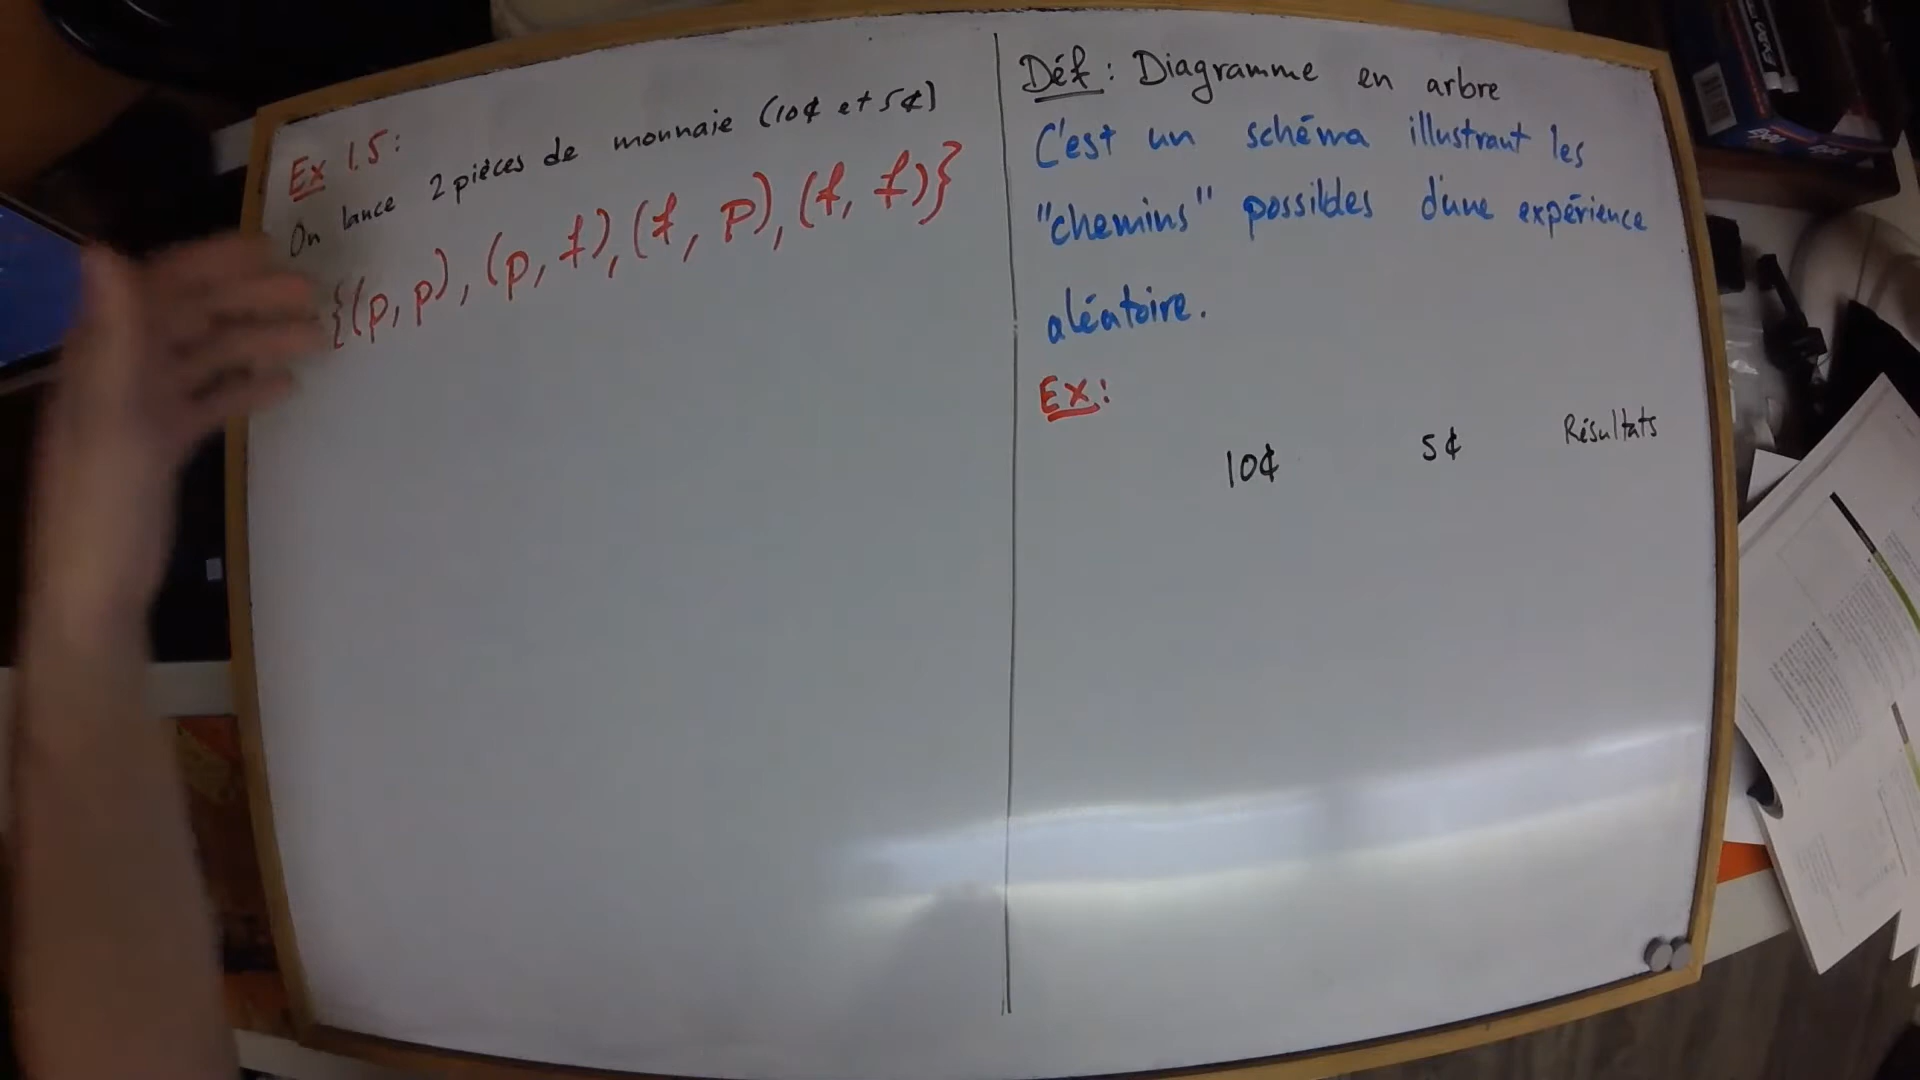 Ex 1.5:
On lance 2 pièces de monnaie (10¢ et 5¢)
{(p, p), (p, f), (f, p), (f, f)}
Déf: Diagramme en arbre
C'est un schéma illustrant les
"chemins" possibles d'une expérience
aléatoire.
Ex:
10¢ 5¢ Résultats
EXPO